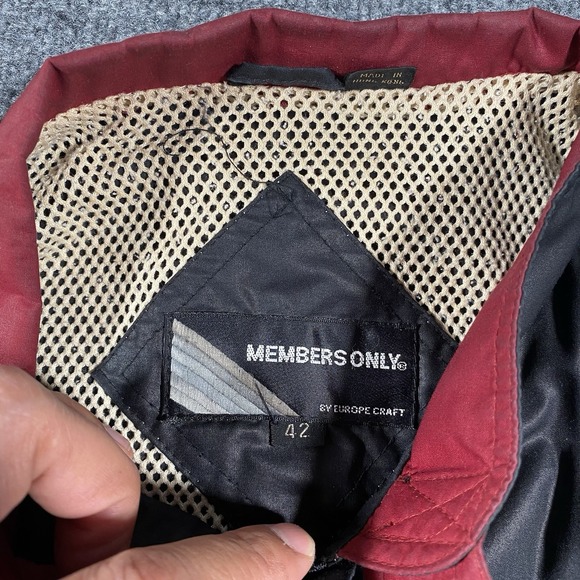 MADE IN
HONG KONG
MEMBERS ONLY®
BY EUROPE CRAFT
42